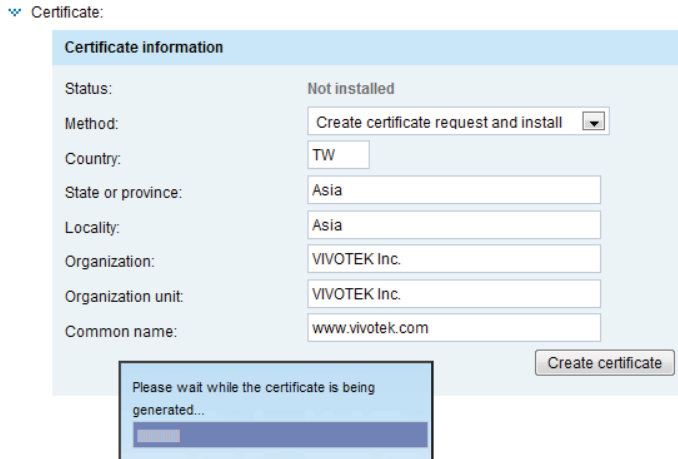 Certificate:
Certificate information
Status: Not installed
Method: Create certificate request and install
Country: TW
State or province: Asia
Locality: Asia
Organization: VIVOTEK Inc.
Organization unit: VIVOTEK Inc.
Common name: www.vivotek.com
Create certificate
Please wait while the certificate is being
generated...